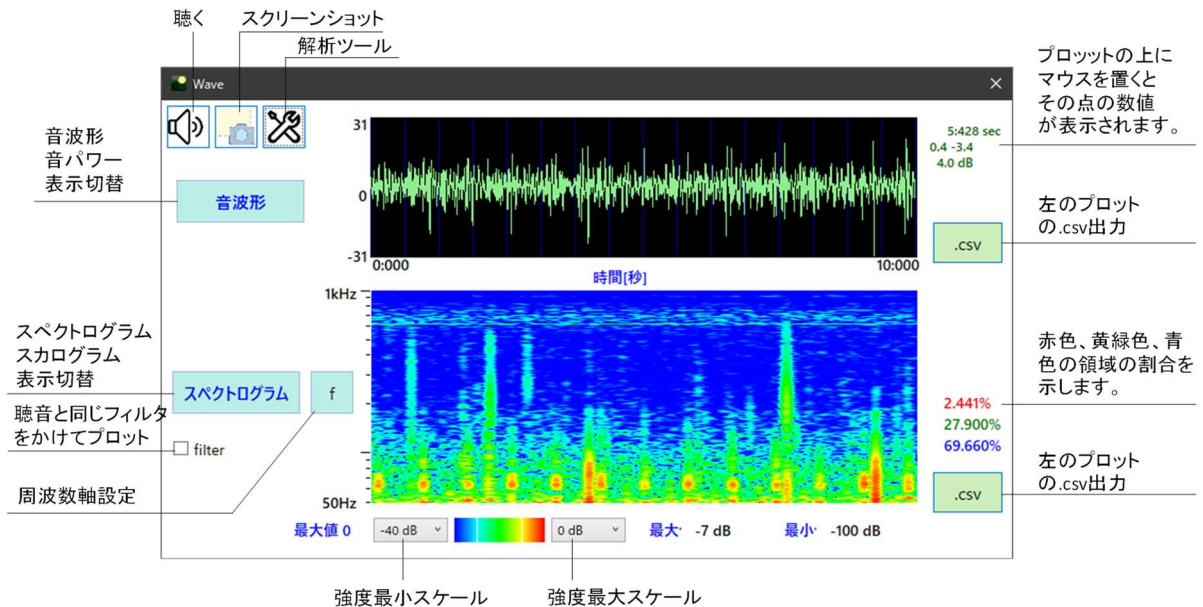 聴く
スクリーンショット
解析ツール
プロッットの上に
マウスを置くと
その点の数値
が表示されます。
Wave
音波形
音パワー
表示切替
音波形
31
0
-31
0:000
10:000
時間[秒]
5:428 sec
0.4 -3.4
4.0 dB
左のプロット
の.csv出力
.csv
スペクトログラム
スカログラム
表示切替
スペクトログラム
f
聴音と同じフィルタ
をかけてプロット
filter
周波数軸設定
1kHz
50Hz
赤色、黄緑色、青
色の領域の割合を
示します。
2.441%
27.900%
69.660%
左のプロット
の.csv出力
.csv
最大値 0
-40 dB
0 dB
最大
-7 dB
最小
-100 dB
強度最小スケール
強度最大スケール